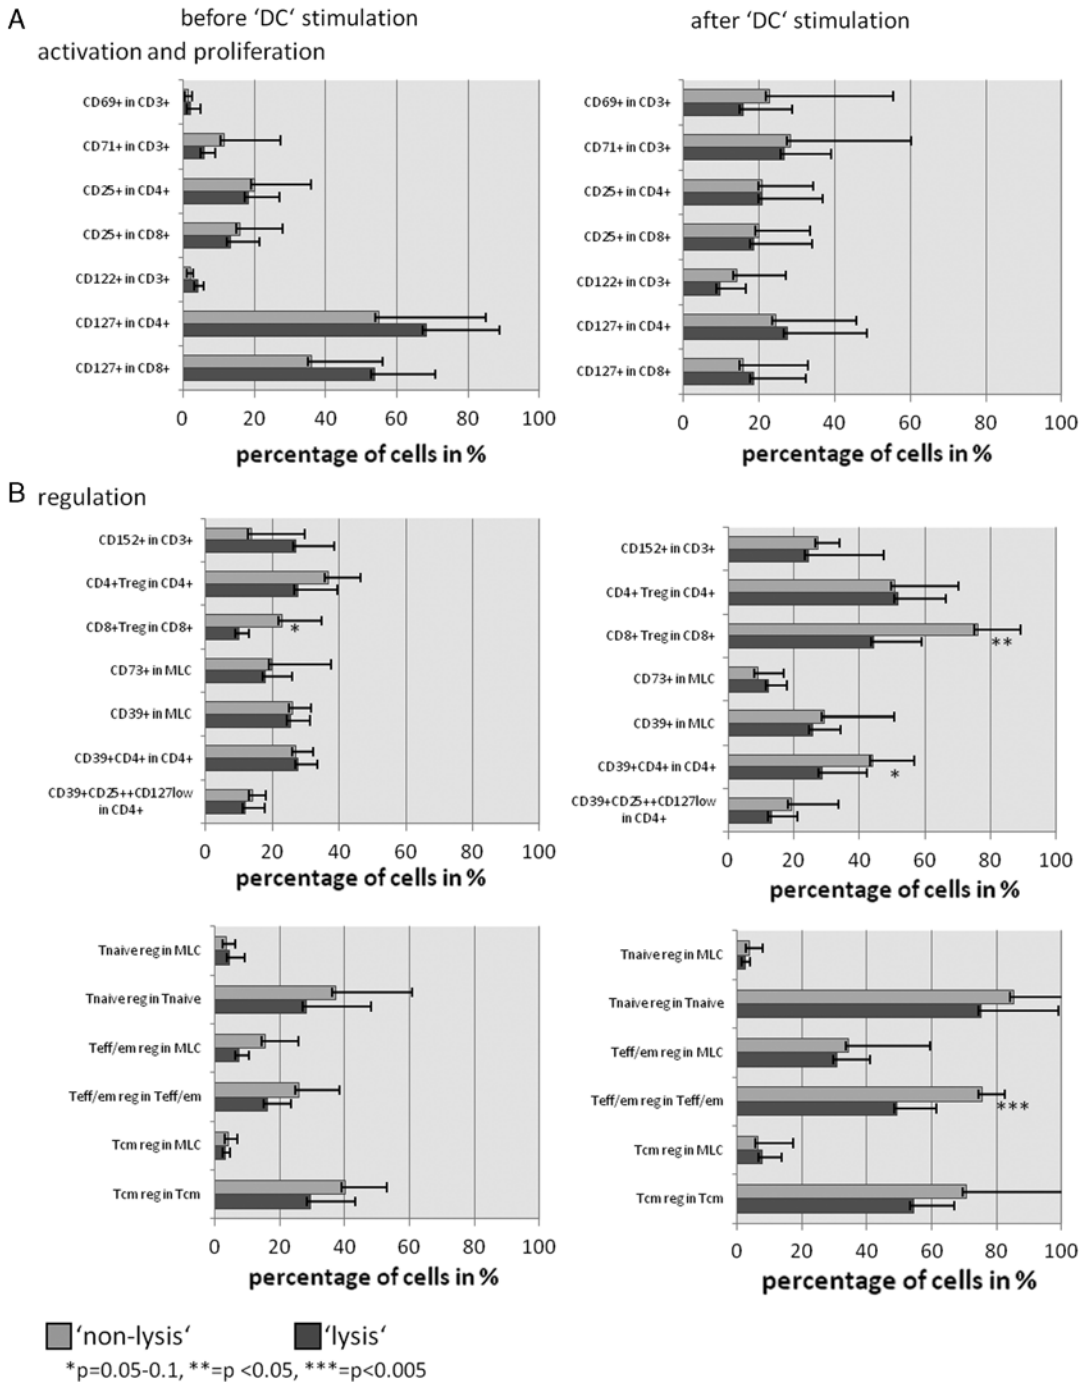 A
before ‘DC‘ stimulation
after ‘DC‘ stimulation
activation and proliferation
CD69+ in CD3+
CD71+ in CD3+
CD25+ in CD4+
CD25+ in CD8+
CD122+ in CD3+
CD127+ in CD4+
CD127+ in CD8+
0 20 40 60 80 100
percentage of cells in %
CD69+ in CD3+
CD71+ in CD3+
CD25+ in CD4+
CD25+ in CD8+
CD122+ in CD3+
CD127+ in CD4+
CD127+ in CD8+
0 20 40 60 80 100
percentage of cells in %
B
regulation
CD152+ in CD3+
CD4+Treg in CD4+
CD8+Treg in CD8+
*
CD73+ in MLC
CD39+ in MLC
CD39+CD4+ in CD4+
CD39+CD25++CD127low
in CD4+
0 20 40 60 80 100
percentage of cells in %
CD152+ in CD3+
CD4+ Treg in CD4+
CD8+ Treg in CD8+
**
CD73+ in MLC
CD39+ in MLC
CD39+CD4+ in CD4+
*
CD39+CD25++CD127low
in CD4+
0 20 40 60 80 100
percentage of cells in %
Tnaive reg in MLC
Tnaive reg in Tnaive
Teff/em reg in MLC
Teff/em reg in Teff/em
Tcm reg in MLC
Tcm reg in Tcm
0 20 40 60 80 100
percentage of cells in %
Tnaive reg in MLC
Tnaive reg in Tnaive
Teff/em reg in MLC
Teff/em reg in Teff/em
***
Tcm reg in MLC
Tcm reg in Tcm
0 20 40 60 80 100
percentage of cells in %
‘non-lysis‘ ‘lysis‘
*p=0.05-0.1, **=p <0.05, ***=p<0.005